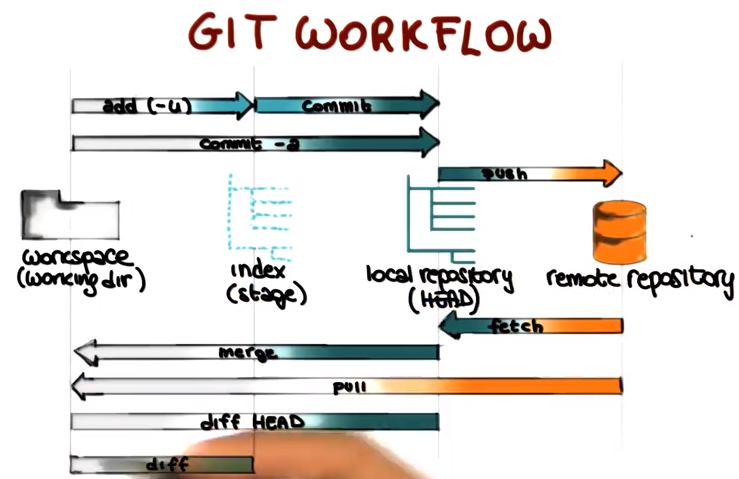 GIT WORKFLOW
add (-u)
commit
commit -a
push
workspace
(working dir)
index
(stage)
local repository
(HEAD)
remote repository
fetch
merge
pull
diff HEAD
diff